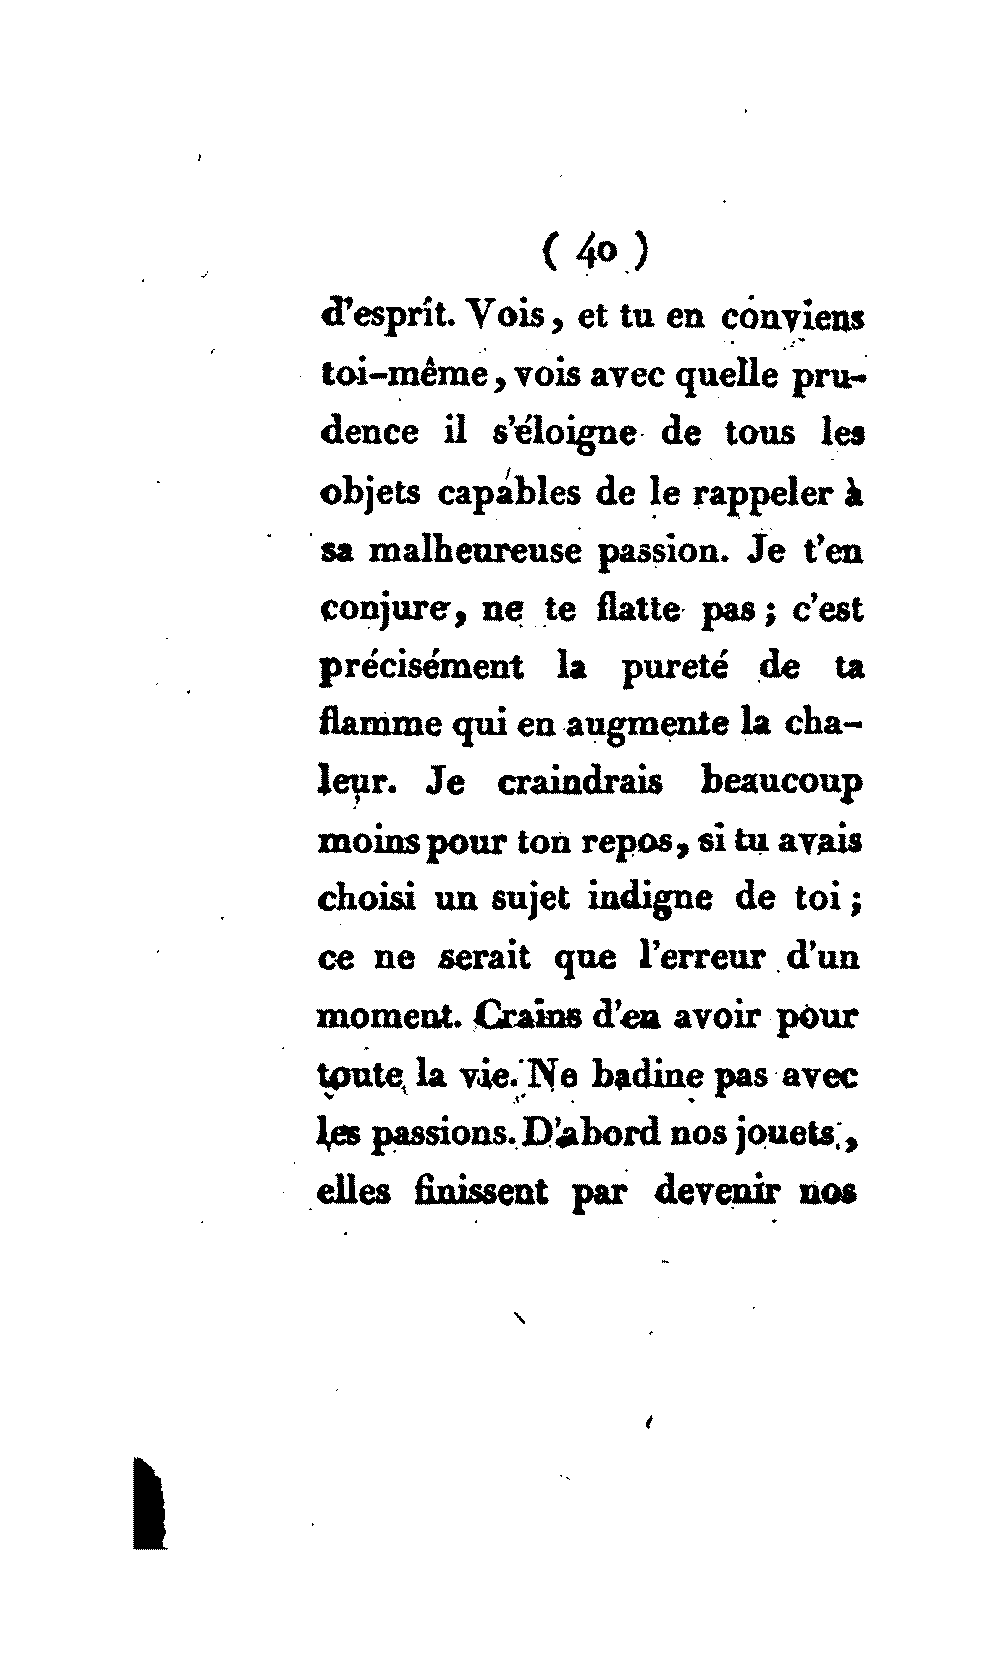 ( 40 )
d'esprit. Vois, et tu en conviens
toi-même, vois avec quelle pru-
dence il s'éloigne de tous les
objets capables de le rappeler à
sa malheureuse passion. Je t'en
conjure, ne te flatte pas ; c'est
précisément la pureté de ta
flamme qui en augmente la cha-
leur. Je craindrais beaucoup
moins pour ton repos, si tu avais
choisi un sujet indigne de toi ;
ce ne serait que l'erreur d'un
moment. Crains d'en avoir pour
toute la vie. Ne badine pas avec
les passions. D'abord nos jouets,
elles finissent par devenir nos